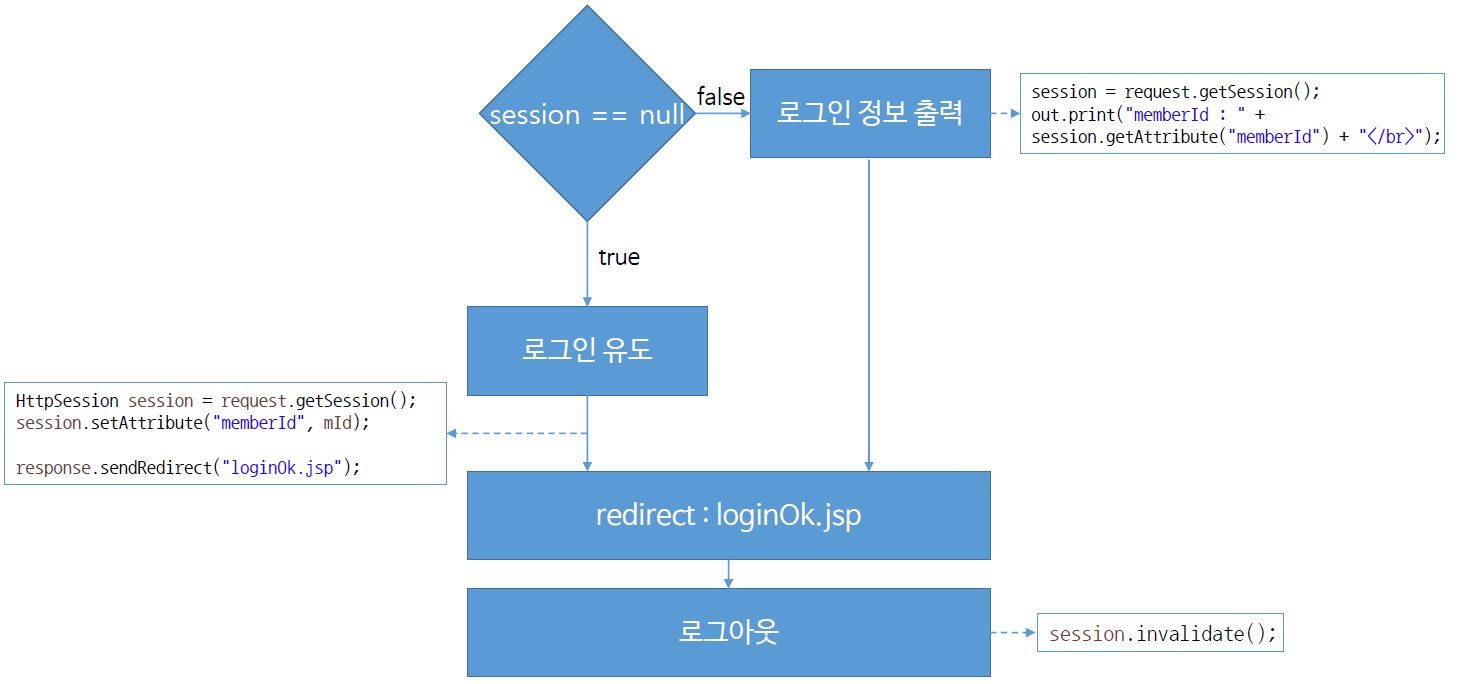 session == null
false
로그인 정보 출력
session = request.getSession();
out.print("memberId : " +
session.getAttribute("memberId") + "</br>");
true
로그인 유도
HttpSession session = request.getSession();
session.setAttribute("memberId", mId);
response.sendRedirect("loginOk.jsp");
redirect : loginOk.jsp
로그아웃
session.invalidate();